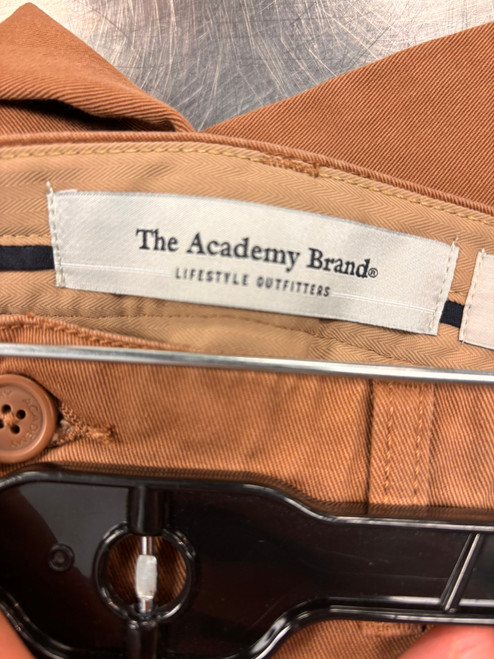 The Academy Brand®
LIFESTYLE OUTFITTERS